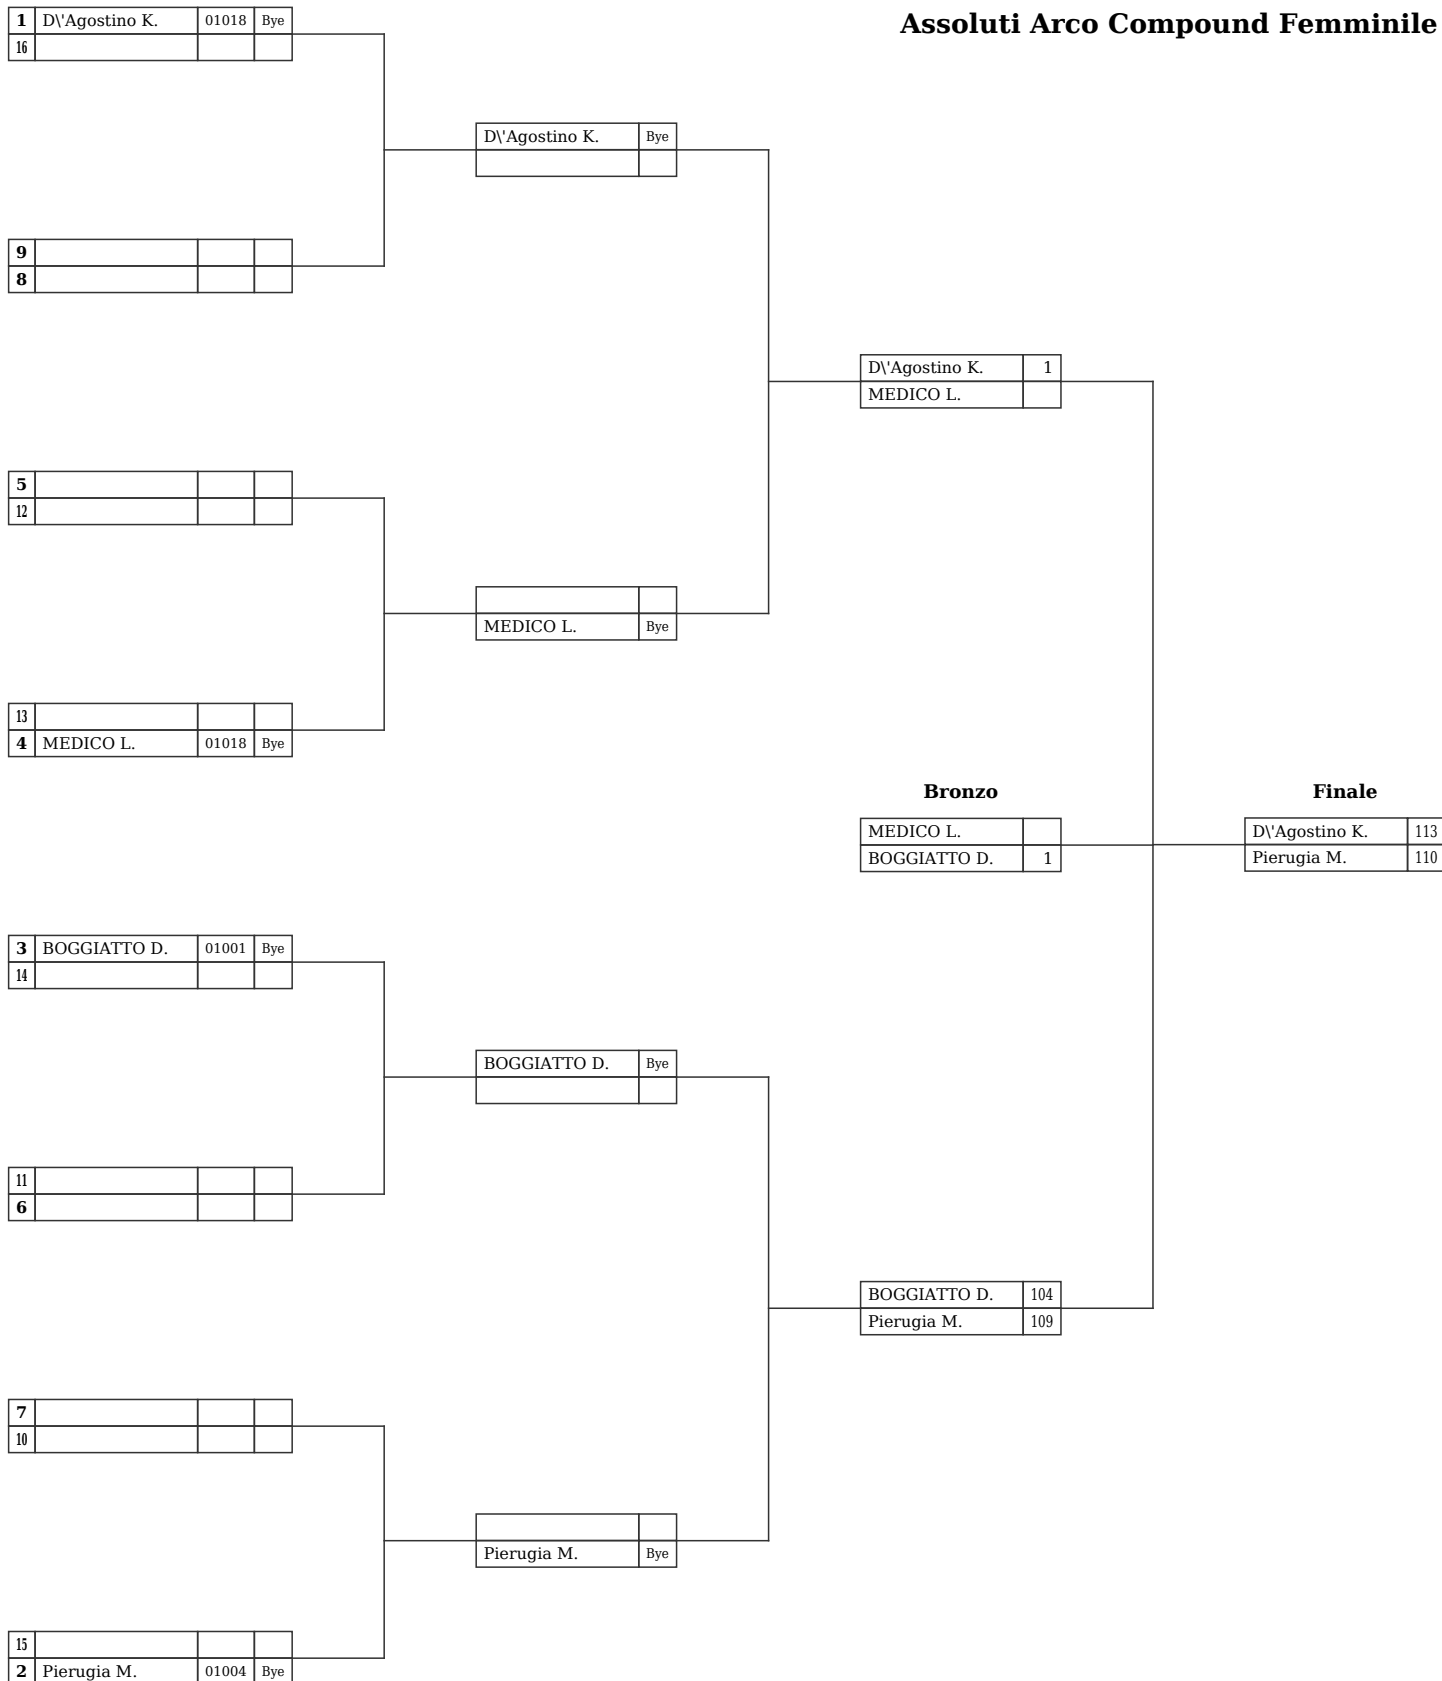 Assoluti Arco Compound Femminile
1 D\'Agostino K. 01018 Bye
16
D\'Agostino K. Bye
9
8
D\'Agostino K. 1
MEDICO L.
5
12
MEDICO L. Bye
13
4 MEDICO L. 01018 Bye
Bronzo
MEDICO L.
BOGGIATTO D. 1
Finale
D\'Agostino K. 113
Pierugia M. 110
3 BOGGIATTO D. 01001 Bye
14
BOGGIATTO D. Bye
11
6
BOGGIATTO D. 104
Pierugia M. 109
7
10
Pierugia M. Bye
15
2 Pierugia M. 01004 Bye